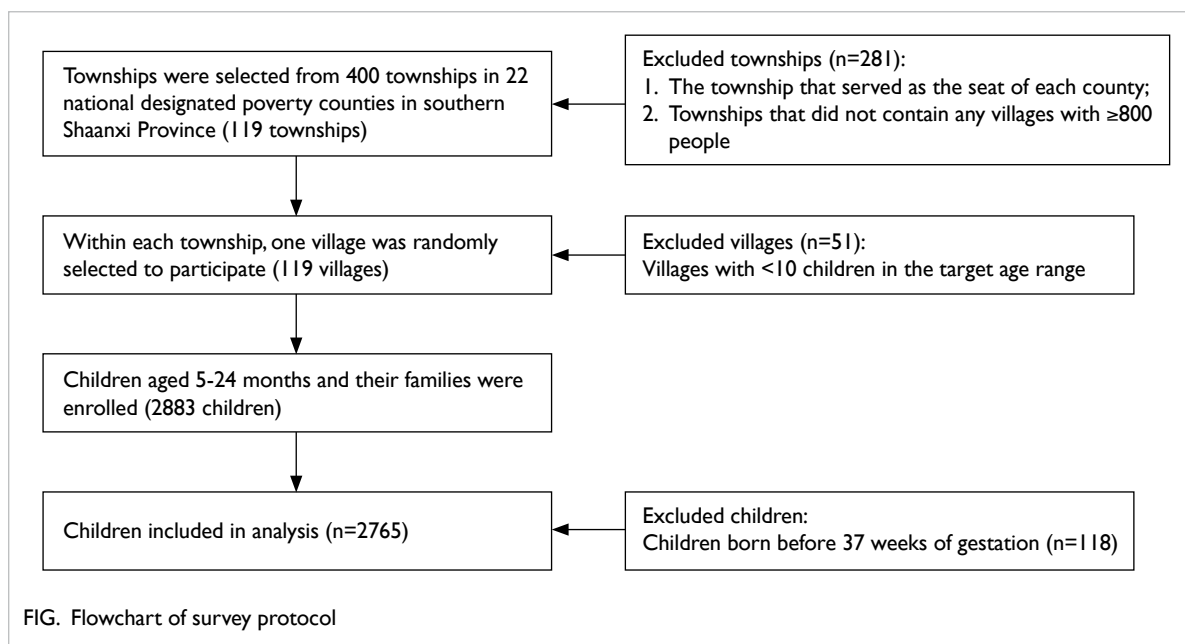 Townships were selected from 400 townships in 22
national designated poverty counties in southern
Shaanxi Province (119 townships)
Excluded townships (n=281):
1. The township that served as the seat of each county;
2. Townships that did not contain any villages with ≥800
people
Within each township, one village was randomly
selected to participate (119 villages)
Excluded villages (n=51):
Villages with <10 children in the target age range
Children aged 5-24 months and their families were
enrolled (2883 children)
Children included in analysis (n=2765)
Excluded children:
Children born before 37 weeks of gestation (n=118)
FIG. Flowchart of survey protocol